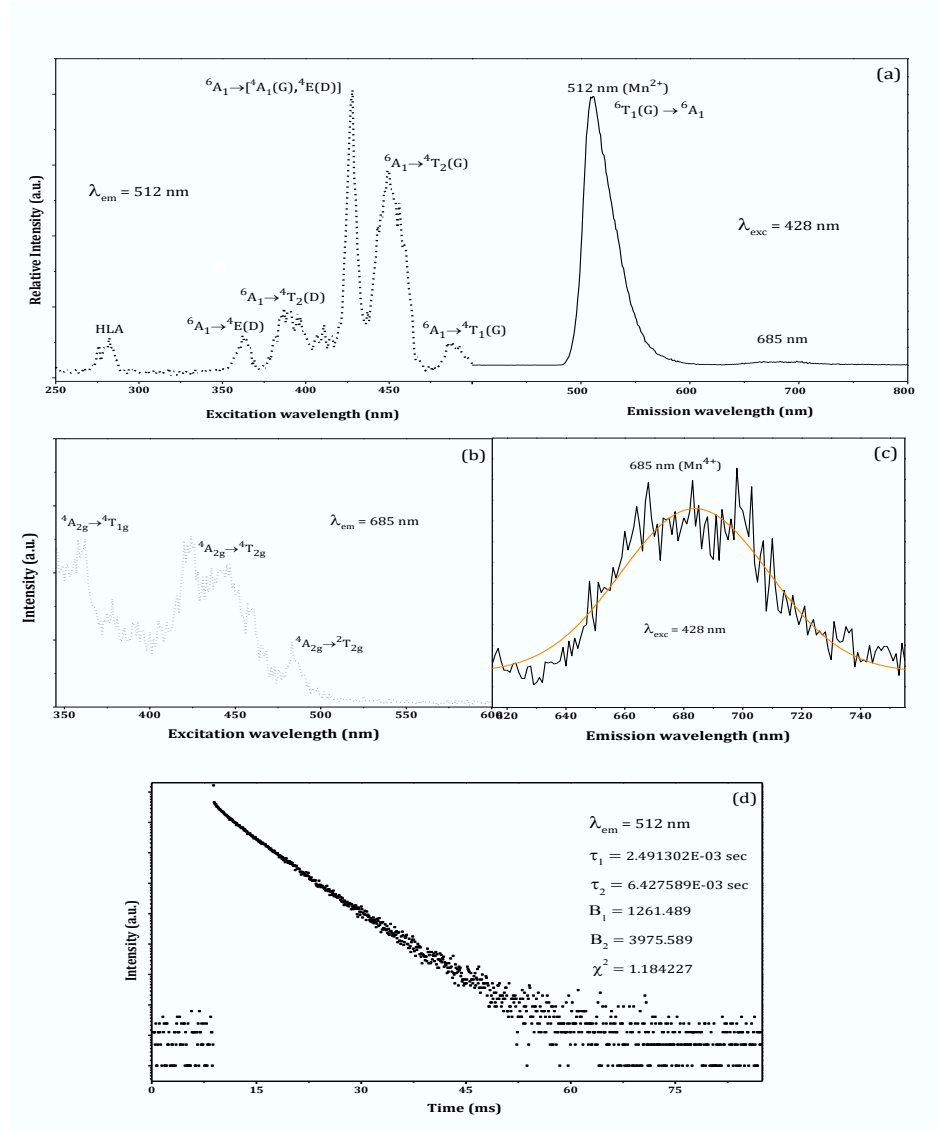 (a)
⁶A₁→[⁴A₁(G),⁴E(D)]
512 nm (Mn²⁺)
⁶T₁(G) → ⁶A₁
⁶A₁→⁴T₂(G)
λem = 512 nm
λexc = 428 nm
⁶A₁→⁴T₂(D)
⁶A₁→⁴E(D)
HLA
⁶A₁→⁴T₁(G)
685 nm
Relative Intensity (a.u.)
250 300 350 400 450 500 600 700 800
Excitation wavelength (nm)
Emission wavelength (nm)
(b)
⁴A₂g→⁴T₁g
λem = 685 nm
⁴A₂g→⁴T₂g
⁴A₂g→²T₂g
Intensity (a.u.)
350 400 450 500 550 600
Excitation wavelength (nm)
(c)
685 nm (Mn⁴⁺)
λexc = 428 nm
620 640 660 680 700 720 740
Emission wavelength (nm)
(d)
λem = 512 nm
τ₁ = 2.491302E-03 sec
τ₂ = 6.427589E-03 sec
B₁ = 1261.489
B₂ = 3975.589
χ² = 1.184227
Intensity (a.u.)
0 15 30 45 60 75
Time (ms)